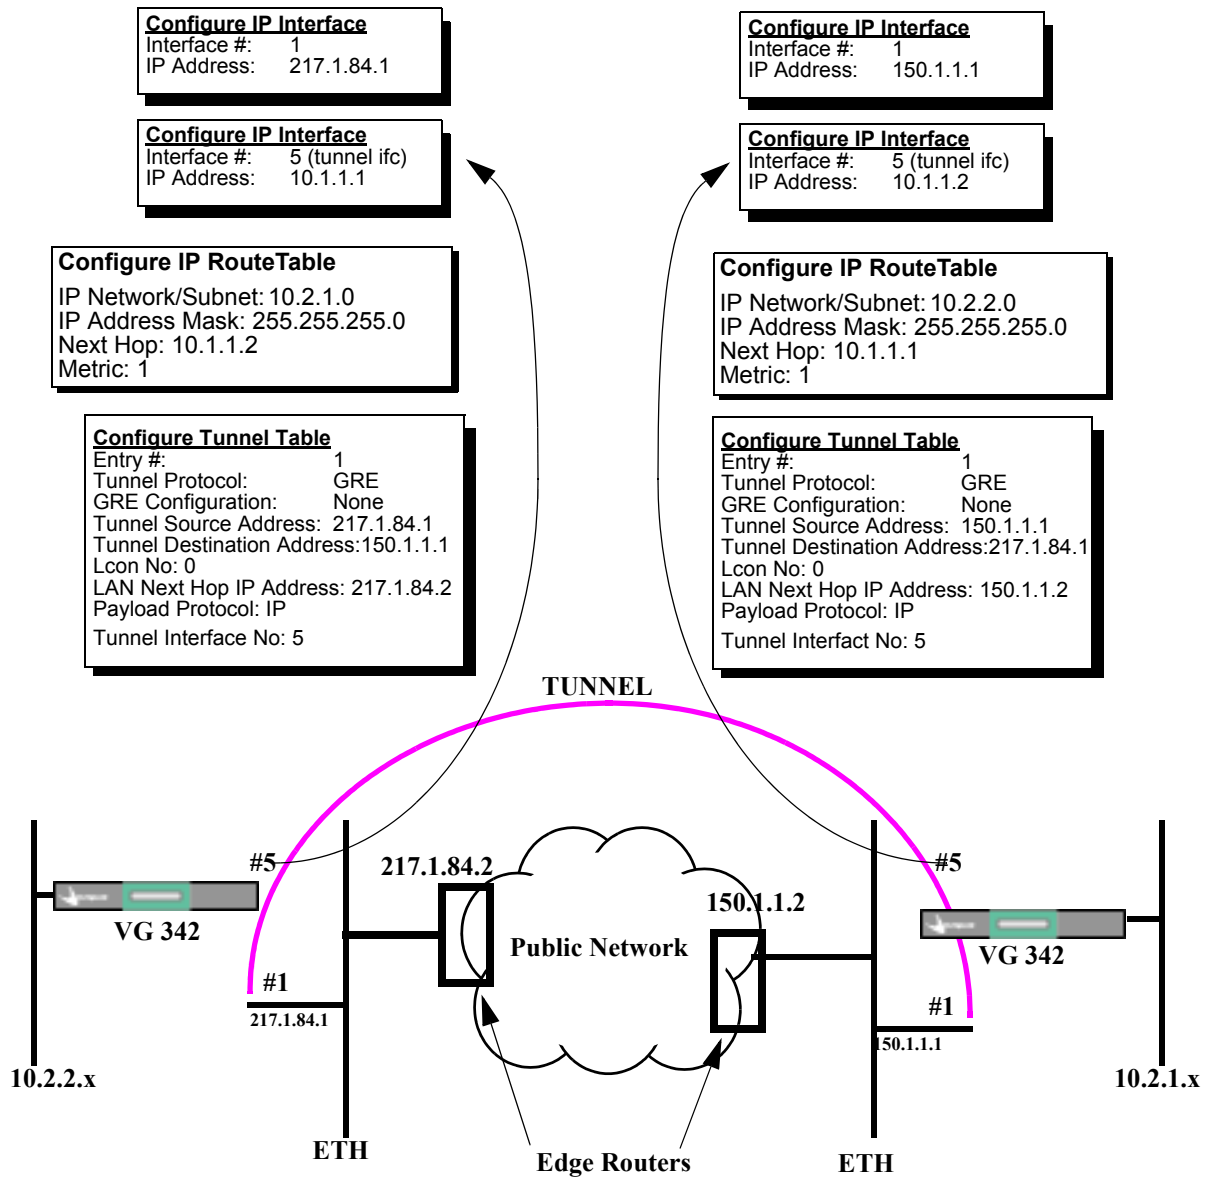 Configure IP Interface
Interface #: 1
IP Address: 217.1.84.1
Configure IP Interface
Interface #: 5 (tunnel ifc)
IP Address: 10.1.1.1
Configure IP RouteTable
IP Network/Subnet: 10.2.1.0
IP Address Mask: 255.255.255.0
Next Hop: 10.1.1.2
Metric: 1
Configure Tunnel Table
Entry #: 1
Tunnel Protocol: GRE
GRE Configuration: None
Tunnel Source Address: 217.1.84.1
Tunnel Destination Address:150.1.1.1
Lcon No: 0
LAN Next Hop IP Address: 217.1.84.2
Payload Protocol: IP
Tunnel Interface No: 5
Configure IP Interface
Interface #: 1
IP Address: 150.1.1.1
Configure IP Interface
Interface #: 5 (tunnel ifc)
IP Address: 10.1.1.2
Configure IP RouteTable
IP Network/Subnet: 10.2.2.0
IP Address Mask: 255.255.255.0
Next Hop: 10.1.1.1
Metric: 1
Configure Tunnel Table
Entry #: 1
Tunnel Protocol: GRE
GRE Configuration: None
Tunnel Source Address: 150.1.1.1
Tunnel Destination Address:217.1.84.1
Lcon No: 0
LAN Next Hop IP Address: 150.1.1.2
Payload Protocol: IP
Tunnel Interfact No: 5
TUNNEL
#5
217.1.84.2
#5
150.1.1.2
VG 342
Public Network
VG 342
#1
217.1.84.1
#1
150.1.1.1
10.2.2.x
10.2.1.x
ETH
Edge Routers
ETH